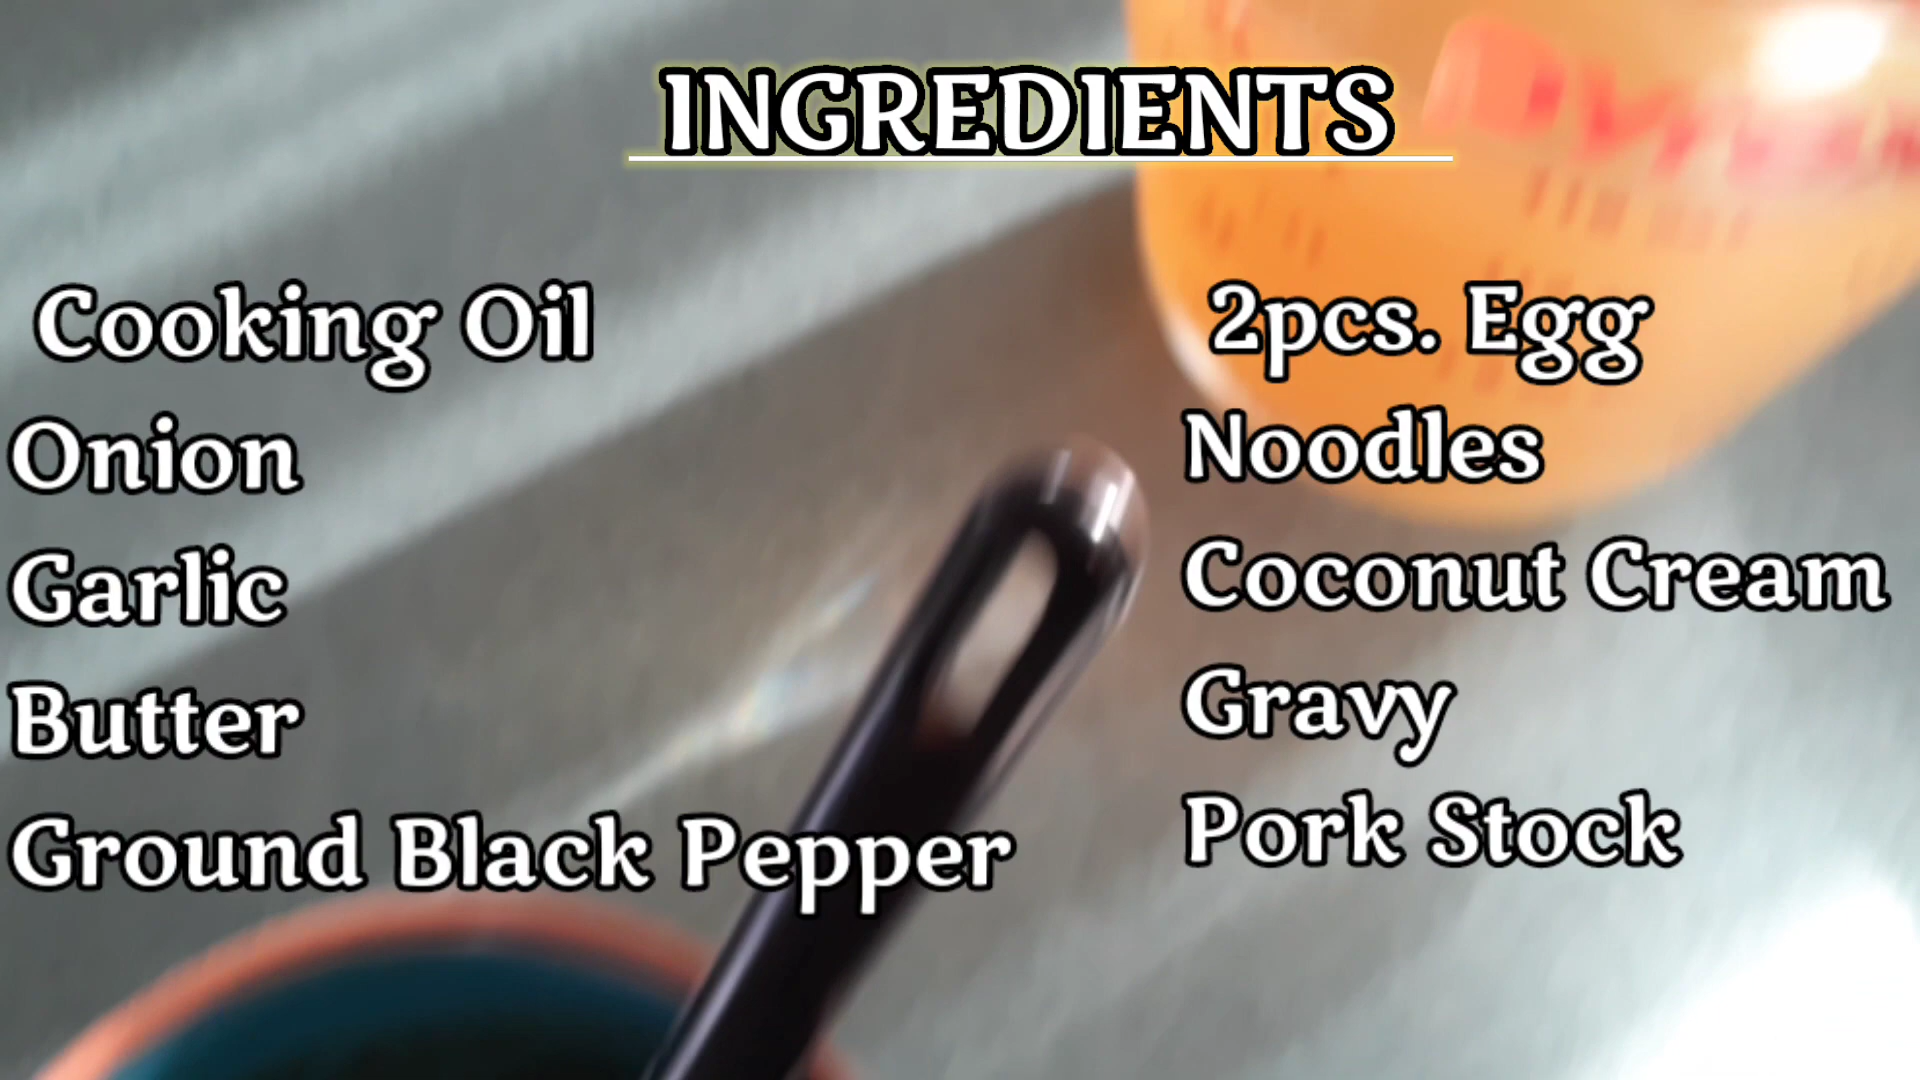 INGREDIENTS
Cooking Oil
Onion
Garlic
Butter
Ground Black Pepper
2pcs. Egg
Noodles
Coconut Cream
Gravy
Pork Stock